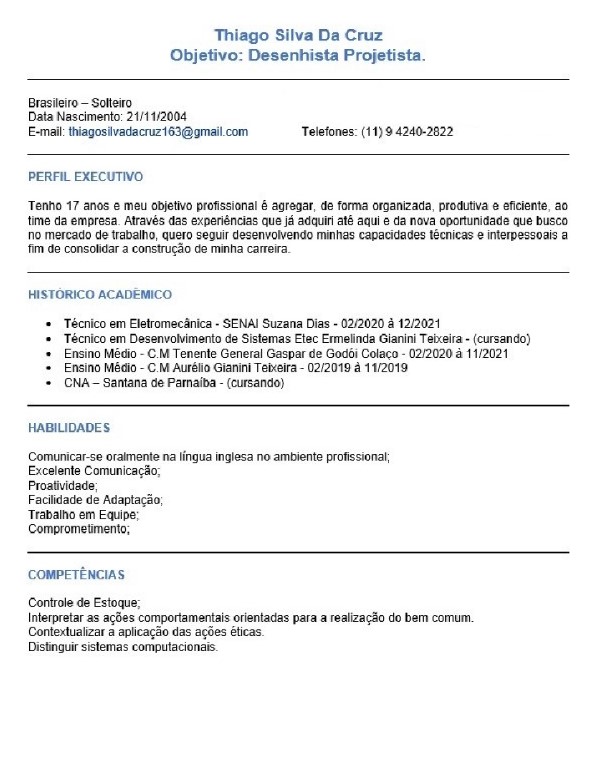 Thiago Silva Da Cruz
Objetivo: Desenhista Projetista.
Brasileiro – Solteiro
Data Nascimento: 21/11/2004
E-mail: thiagosilvadacruz163@gmail.com Telefones: (11) 9 4240-2822
PERFIL EXECUTIVO
Tenho 17 anos e meu objetivo profissional é agregar, de forma organizada, produtiva e eficiente, ao
time da empresa. Através das experiências que já adquiri até aqui e da nova oportunidade que busco
no mercado de trabalho, quero seguir desenvolvendo minhas capacidades técnicas e interpessoais a
fim de consolidar a construção de minha carreira.
HISTÓRICO ACADÊMICO
• Técnico em Eletromecânica - SENAI Suzana Dias - 02/2020 à 12/2021
• Técnico em Desenvolvimento de Sistemas Etec Ermelinda Gianini Teixeira - (cursando)
• Ensino Médio - C.M Tenente General Gaspar de Godói Colaço - 02/2020 à 11/2021
• Ensino Médio - C.M Aurélio Gianini Teixeira - 02/2019 à 11/2019
• CNA – Santana de Parnaíba - (cursando)
HABILIDADES
Comunicar-se oralmente na língua inglesa no ambiente profissional;
Excelente Comunicação;
Proatividade;
Facilidade de Adaptação;
Trabalho em Equipe;
Comprometimento;
COMPETÊNCIAS
Controle de Estoque;
Interpretar as ações comportamentais orientadas para a realização do bem comum.
Contextualizar a aplicação das ações éticas.
Distinguir sistemas computacionais.